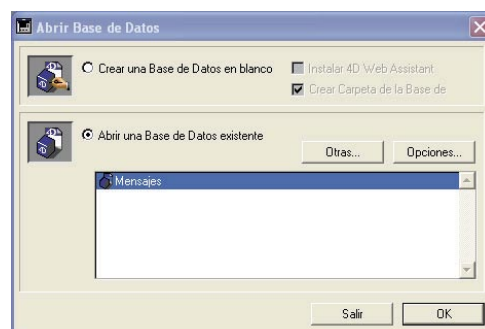 Abrir Base de Datos
Crear una Base de Datos en blanco
Instalar 4D Web Assistant
Crear Carpeta de la Base de
Abrir una Base de Datos existente
Otras...
Opciones...
Mensajes
Salir
OK